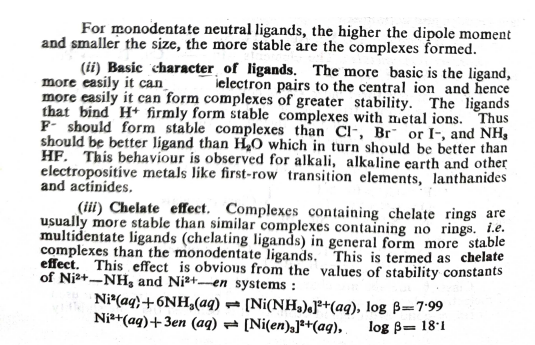 For monodentate neutral ligands, the higher the dipole moment
and smaller the size, the more stable are the complexes formed.
(ii) Basic character of ligands. The more basic is the ligand,
more easily it can electron pairs to the central ion and hence
more easily it can form complexes of greater stability. The ligands
that bind H⁺ firmly form stable complexes with metal ions. Thus
F⁻ should form stable complexes than Cl⁻, Br⁻ or I⁻, and NH₃
should be better ligand than H₂O which in turn should be better than
HF. This behaviour is observed for alkali, alkaline earth and other
electropositive metals like first-row transition elements, lanthanides
and actinides.
(iii) Chelate effect. Complexes containing chelate rings are
usually more stable than similar complexes containing no rings. i.e.
multidentate ligands (chelating ligands) in general form more stable
complexes than the monodentate ligands. This is termed as chelate
effect. This effect is obvious from the values of stability constants
of Ni²⁺—NH₃ and Ni²⁺—en systems :
Ni²(aq)+6NH₃(aq) ⇌ [Ni(NH₃)₆]²⁺(aq), log β=7·99
Ni²⁺(aq)+3en (aq) ⇌ [Ni(en)₃]²⁺(aq), log β= 18·1